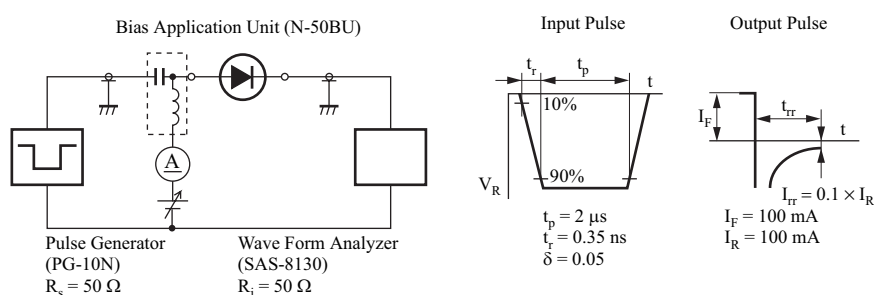 Bias Application Unit (N-50BU)
A
Pulse Generator
(PG-10N)
R_s = 50 Ω
Wave Form Analyzer
(SAS-8130)
R_i = 50 Ω
Input Pulse
t_r
t_p
t
10%
90%
V_R
t_p = 2 μs
t_r = 0.35 ns
δ = 0.05
Output Pulse
I_F
t_rr
t
I_rr = 0.1 × I_R
I_F = 100 mA
I_R = 100 mA